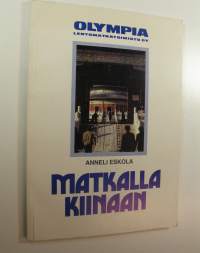 OLYMPIA
LENTOMATKATOIMISTO OY
ANNELI ESKOLA
MATKALLA
KIINAAN